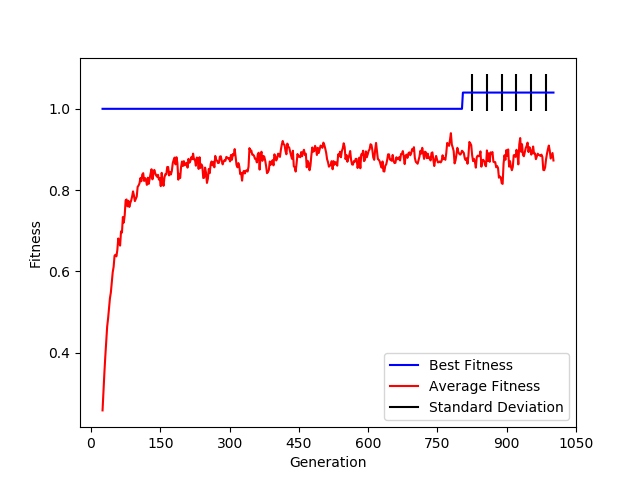 1.0
0.8
0.6
0.4
Fitness
0 150 300 450 600 750 900 1050
Generation
Best Fitness
Average Fitness
Standard Deviation